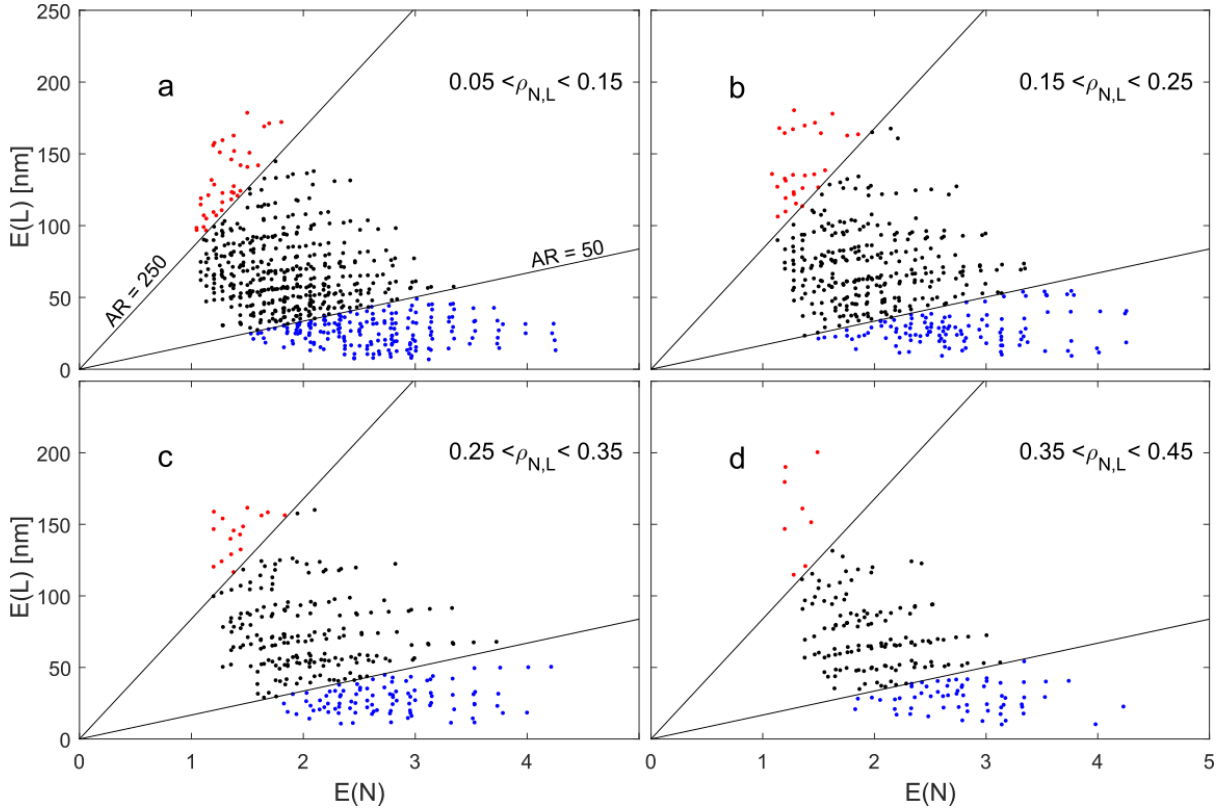 250
200
150
100
50
0
E(L) [nm]
a
0.05 < ρN,L < 0.15
AR = 250
AR = 50
b
0.15 < ρN,L < 0.25
200
150
100
50
0
E(L) [nm]
c
0.25 < ρN,L < 0.35
0 1 2 3 4
E(N)
d
0.35 < ρN,L < 0.45
0 1 2 3 4 5
E(N)